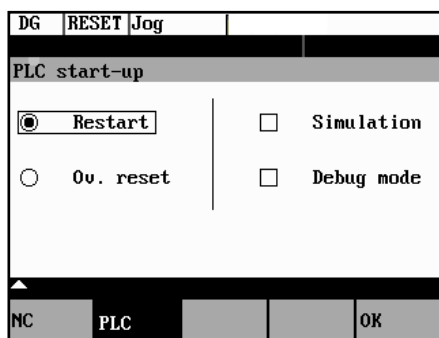 DG RESET Jog
PLC start-up
Restart Simulation
Ov. reset Debug mode
NC PLC OK